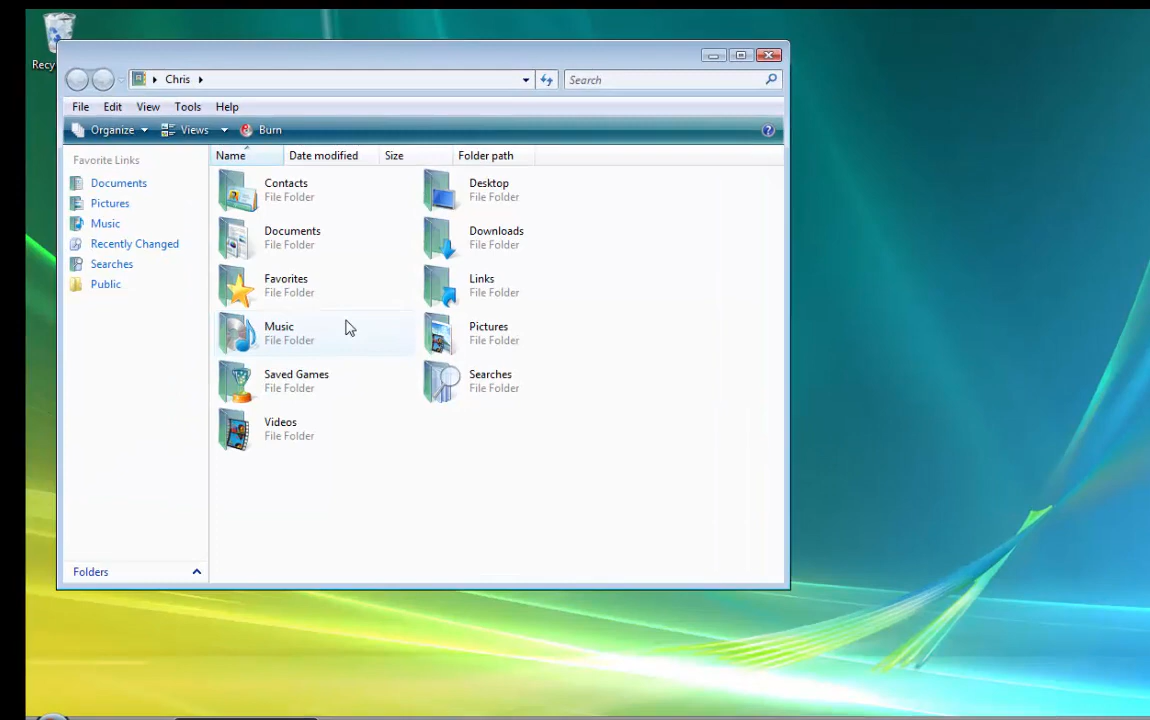 Recy
Chris
Search
File Edit View Tools Help
Organize Views Burn
Favorite Links
Documents
Pictures
Music
Recently Changed
Searches
Public
Folders
Name Date modified Size Folder path
Contacts
File Folder
Desktop
File Folder
Documents
File Folder
Downloads
File Folder
Favorites
File Folder
Links
File Folder
Music
File Folder
Pictures
File Folder
Saved Games
File Folder
Searches
File Folder
Videos
File Folder